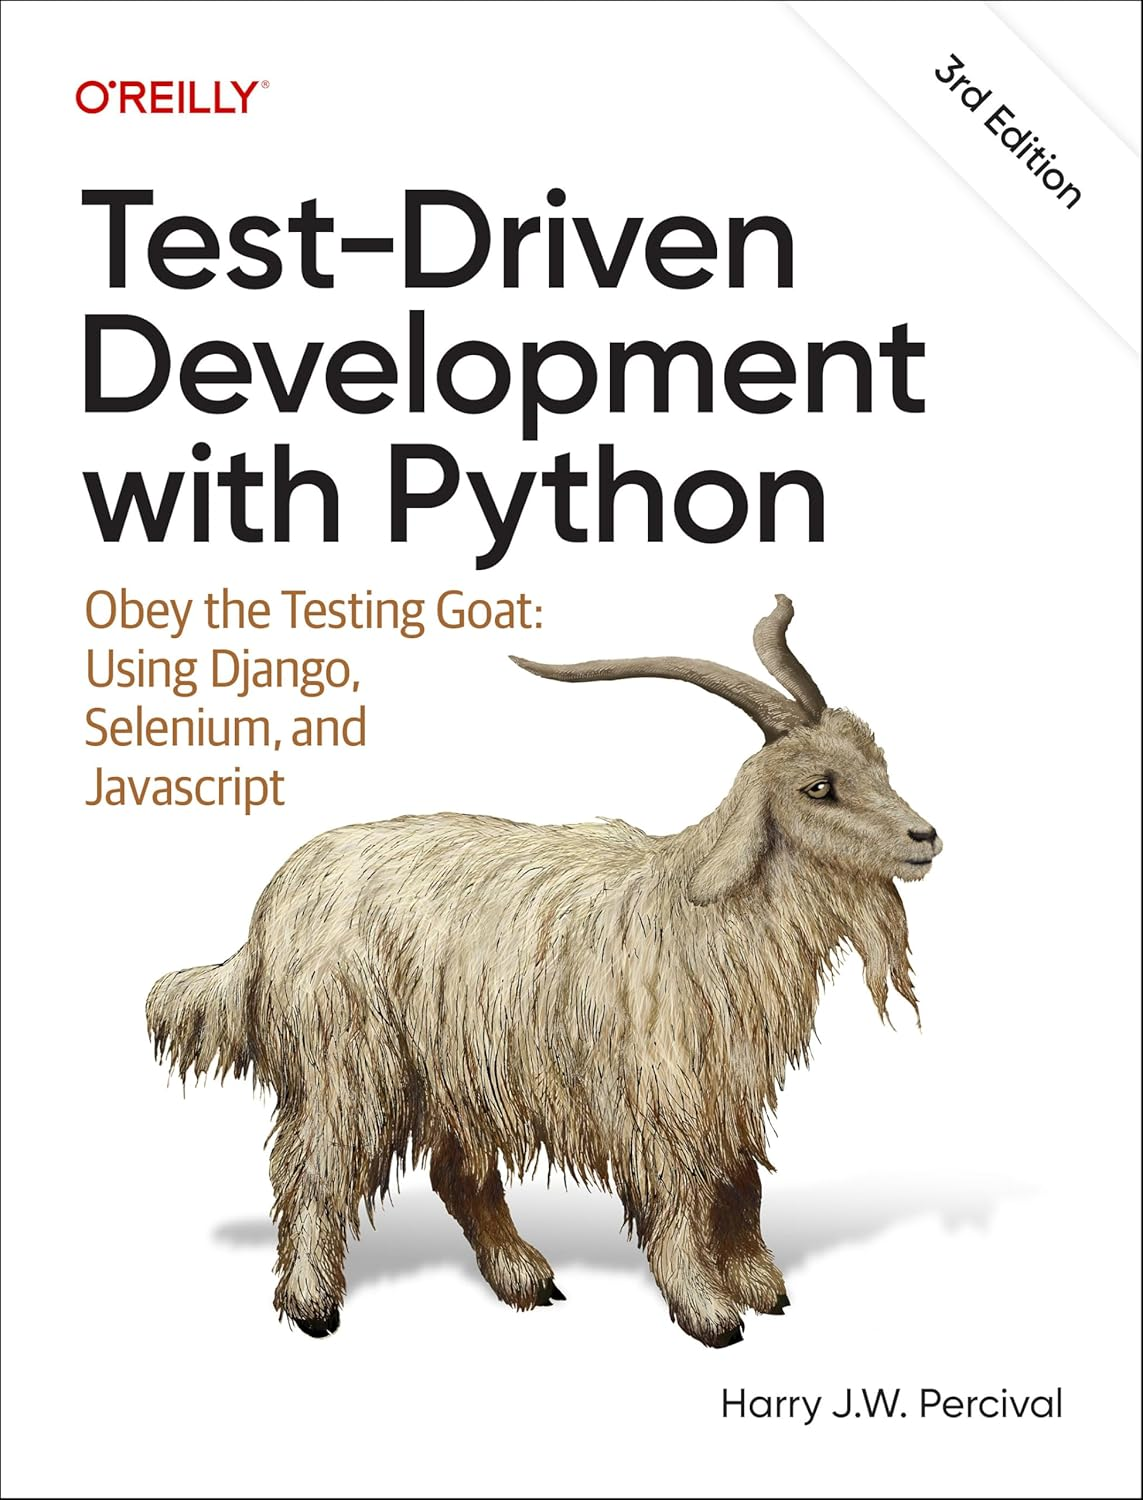 O'REILLY®
3rd Edition
Test-Driven
Development
with Python
Obey the Testing Goat:
Using Django,
Selenium, and
Javascript
Harry J.W. Percival